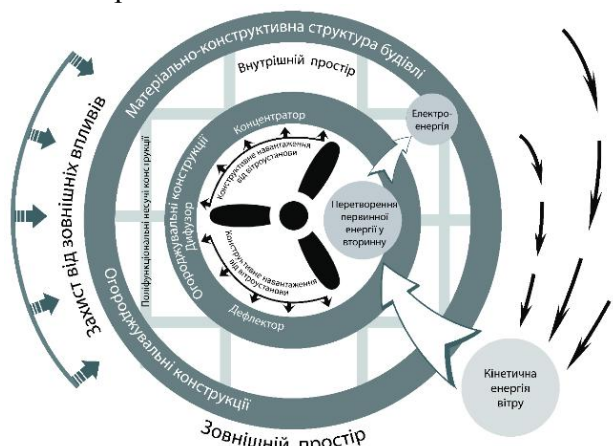 Матеріально-конструктивна структура будівлі
Внутрішній простір
Електро-
енергія
Захист від зовнішніх впливів
Поліфункціональні несучі конструкції
Огороджувальні конструкції
Концентратор
Дифузор
Конструктивне навантаження
від вітроустанови
Перетворення
первинної
енергії у
вторинну
Конструктивне навантаження
від вітроустанови
Дефлектор
Огороджувальні конструкції
Кінетична
енергія
вітру
Зовнішній простір